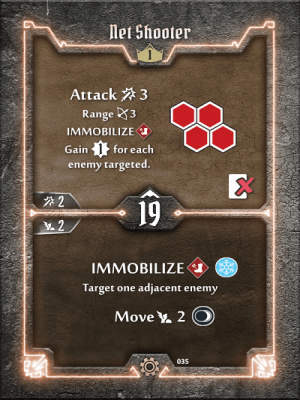 Net Shooter
1
Attack 3
Range 3
IMMOBILIZE
Gain 1 for each
enemy targeted.
2
19
2
IMMOBILIZE
Target one adjacent enemy
Move 2
035